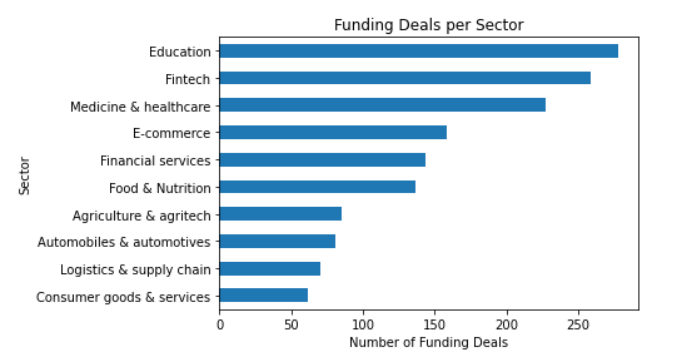 Funding Deals per Sector
Education
Fintech
Medicine & healthcare
E-commerce
Financial services
Food & Nutrition
Agriculture & agritech
Automobiles & automotives
Logistics & supply chain
Consumer goods & services
Sector
0 50 100 150 200 250
Number of Funding Deals